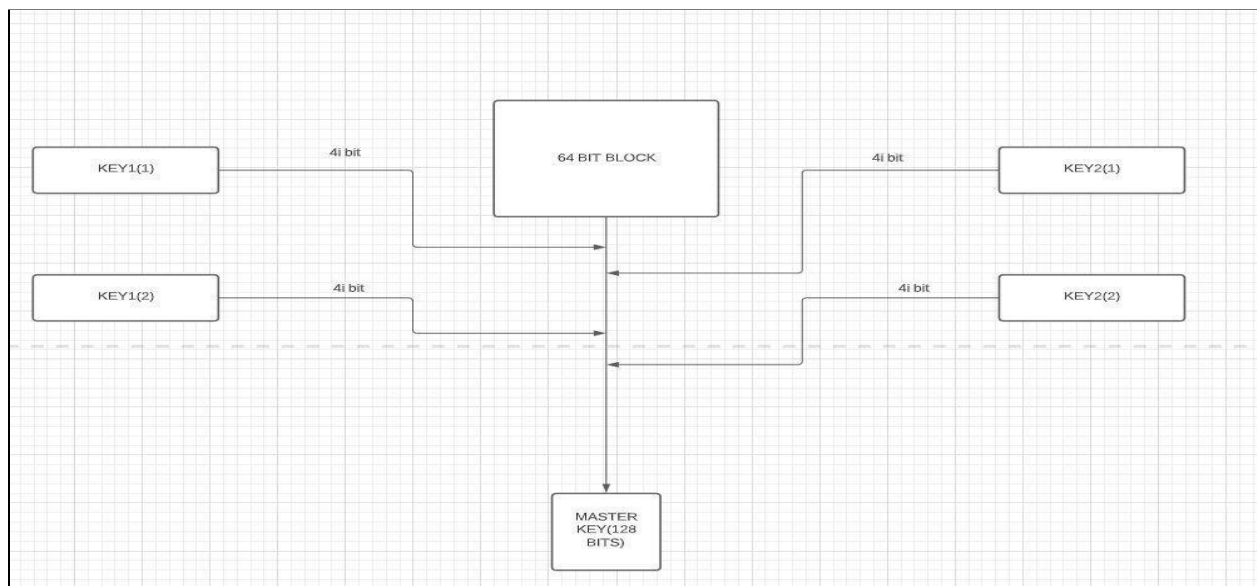 64 BIT BLOCK
KEY1(1)
4i bit
4i bit
KEY2(1)
KEY1(2)
4i bit
4i bit
KEY2(2)
MASTER
KEY(128
BITS)